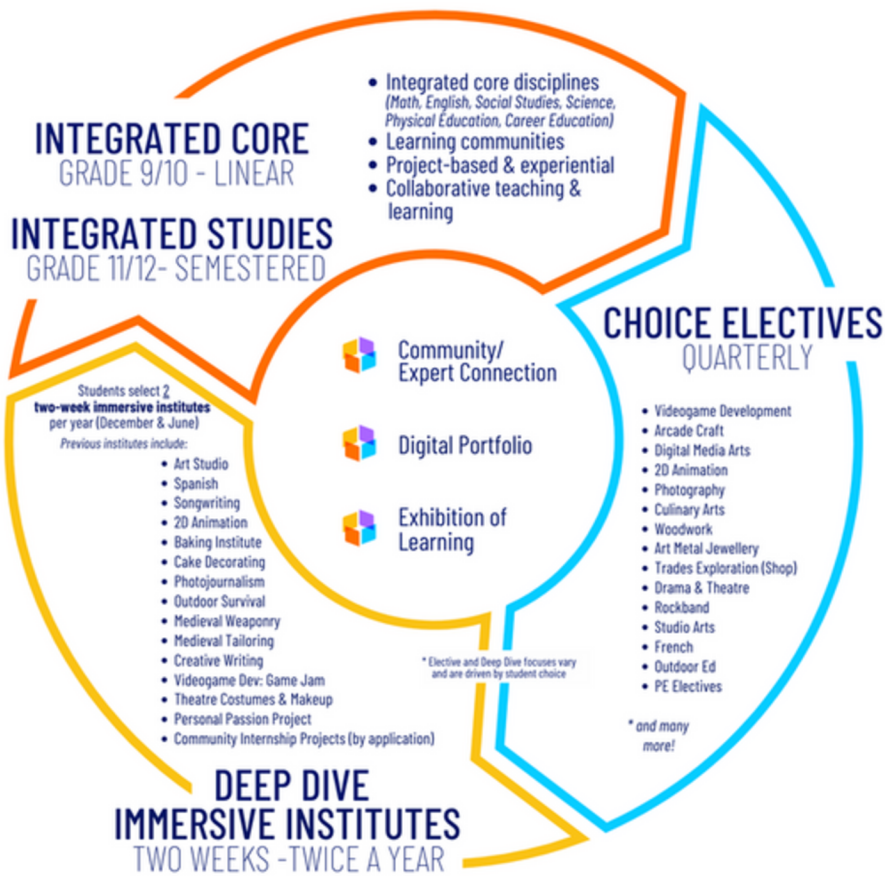 INTEGRATED CORE
GRADE 9/10 - LINEAR
INTEGRATED STUDIES
GRADE 11/12- SEMESTERED
• Integrated core disciplines
(Math, English, Social Studies, Science,
Physical Education, Career Education)
• Learning communities
• Project-based & experiential
• Collaborative teaching &
learning
CHOICE ELECTIVES
QUARTERLY
• Videogame Development
• Arcade Craft
• Digital Media Arts
• 2D Animation
• Photography
• Culinary Arts
• Woodwork
• Art Metal Jewellery
• Trades Exploration (Shop)
• Drama & Theatre
• Rockband
• Studio Arts
• French
• Outdoor Ed
• PE Electives
* and many
more!
Community/
Expert Connection
Digital Portfolio
Exhibition of
Learning
Students select 2
two-week immersive institutes
per year (December & June)
Previous institutes include:
• Art Studio
• Spanish
• Songwriting
• 2D Animation
• Baking Institute
• Cake Decorating
• Photojournalism
• Outdoor Survival
• Medieval Weaponry
• Medieval Tailoring
• Creative Writing
• Videogame Dev: Game Jam
• Theatre Costumes & Makeup
• Personal Passion Project
• Community Internship Projects (by application)
* Elective and Deep Dive focuses vary
and are driven by student choice
DEEP DIVE
IMMERSIVE INSTITUTES
TWO WEEKS -TWICE A YEAR